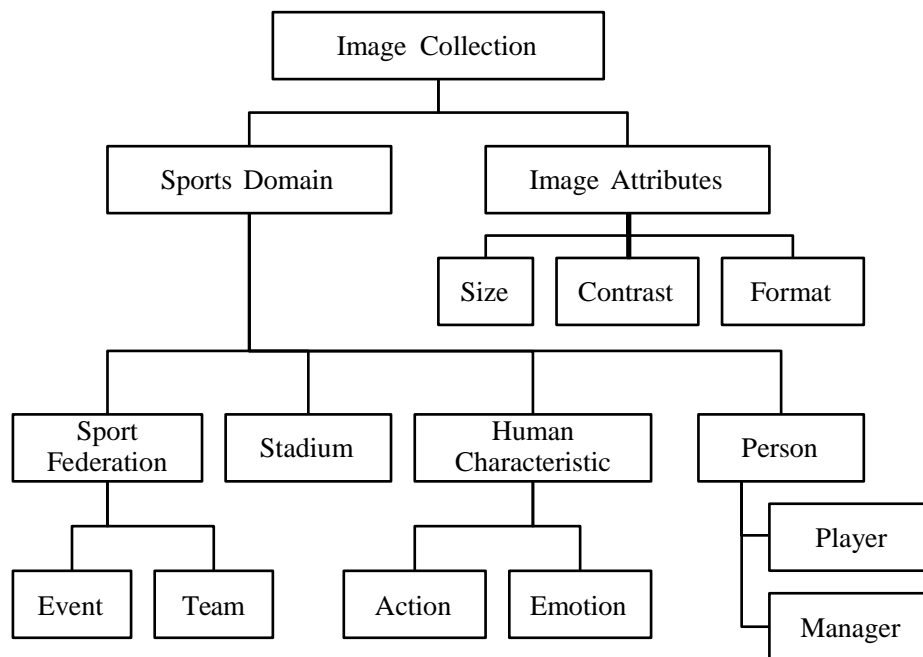 Image Collection
Sports Domain
Image Attributes
Size
Contrast
Format
Sport
Federation
Stadium
Human
Characteristic
Person
Player
Event
Team
Action
Emotion
Manager